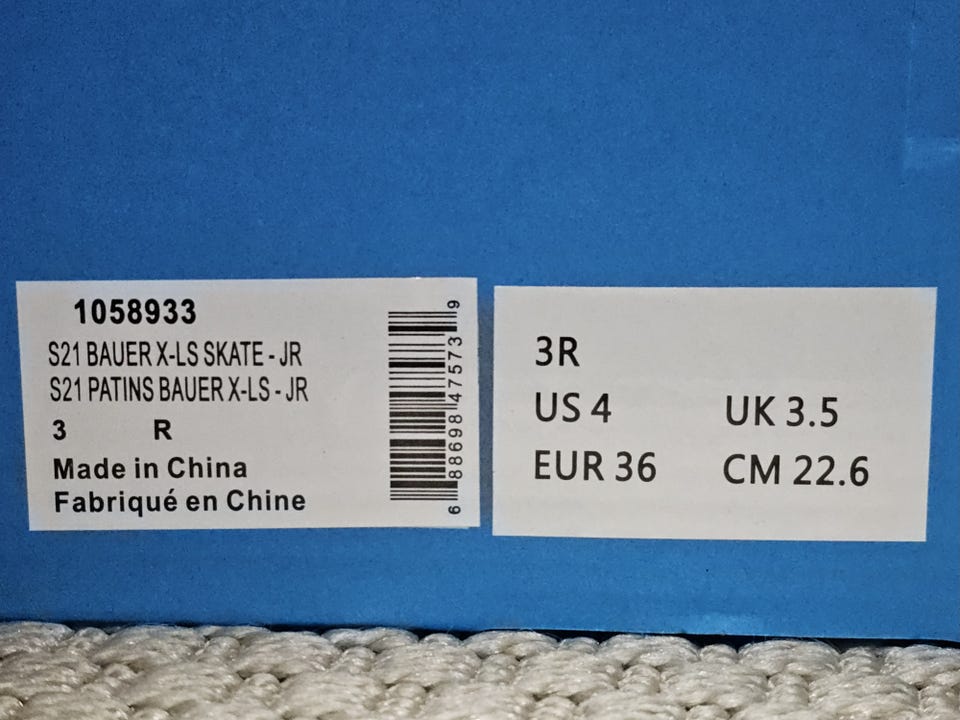 1058933
S21 BAUER X-LS SKATE - JR
S21 PATINS BAUER X-LS - JR
3 R
Made in China
Fabriqué en Chine
6 88698 47573 9
3R
US 4 UK 3.5
EUR 36 CM 22.6